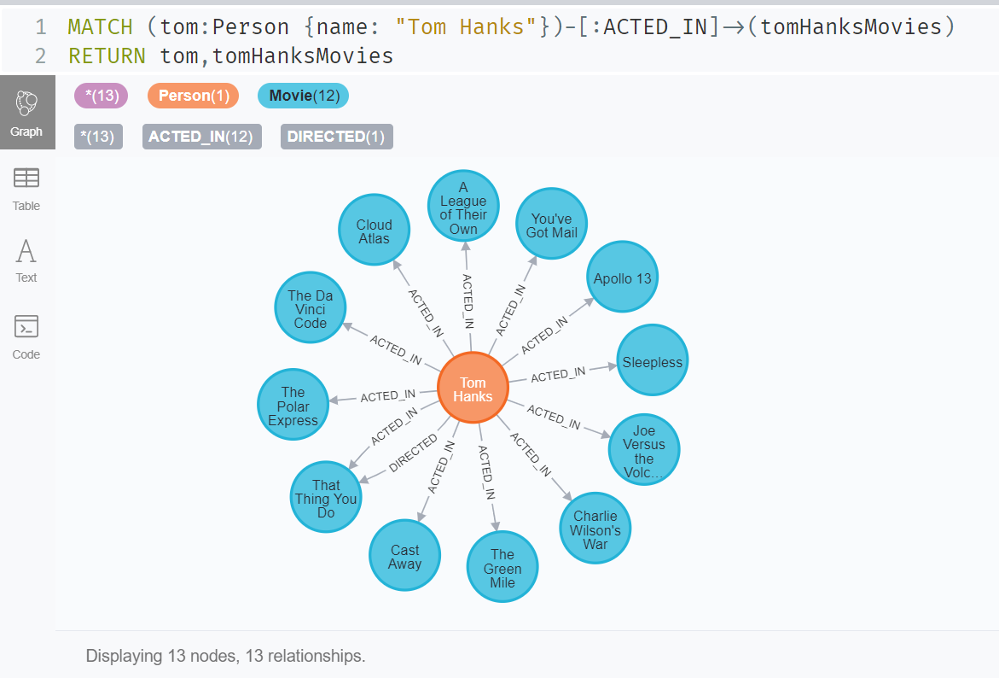 1 MATCH (tom:Person {name: "Tom Hanks"})-[:ACTED_IN]→(tomHanksMovies)
2 RETURN tom,tomHanksMovies
*(13) Person(1) Movie(12)
*(13) ACTED_IN(12) DIRECTED(1)
Graph
Table
Text
Code
A
League
of Their
Own
You've
Got Mail
Cloud
Atlas
Apollo 13
The Da
Vinci
Code
Sleepless
Tom
Hanks
The
Polar
Express
Joe
Versus
the
Volc...
That
Thing You
Do
Charlie
Wilson's
War
Cast
Away
The
Green
Mile
ACTED_IN
ACTED_IN
ACTED_IN
ACTED_IN
ACTED_IN
ACTED_IN
ACTED_IN
ACTED_IN
ACTED_IN
ACTED_IN
ACTED_IN
ACTED_IN
DIRECTED
Displaying 13 nodes, 13 relationships.